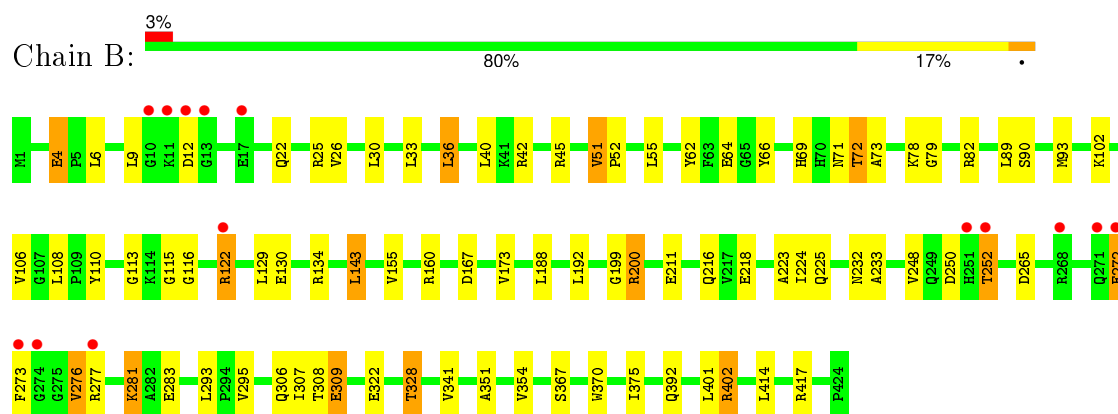 3%
Chain B:
80% 17% •
M1 E4 P5 L6 L9 G10 K11 D12 G13 E17 Q22 R25 V26 L30 L33 L36 L40 K41 R42 R45 V51 P52 L55 Y62 F63 E64 G65 Y66 H69 H70 N71 T72 A73 K78 G79 R82 L89 S90 M93 K102
V106 G107 L108 P109 Y110 G113 K114 G115 G116 R122 L129 E130 R134 L143 V155 R160 D167 V173 L188 L192 G199 R200 E211 Q216 V217 E218 A223 I224 Q225 N232 A233 V248 Q249 D250 H251 T252 D265 R268 Q271 E272
F273 G274 G275 V276 R277 K281 A282 E283 L293 P294 V295 Q306 I307 T308 E309 E322 T328 V341 A351 V354 S367 W370 I375 Q392 L401 R402 L414 R417 P424